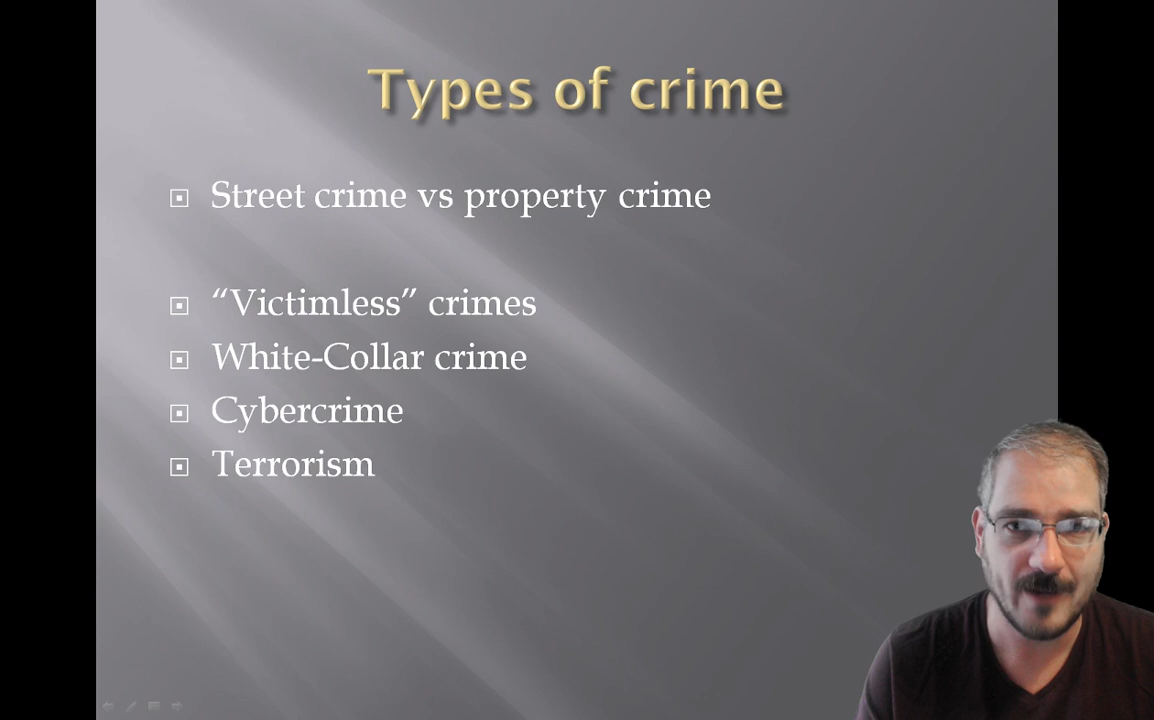 Types of crime
Street crime vs property crime
“Victimless” crimes
White-Collar crime
Cybercrime
Terrorism